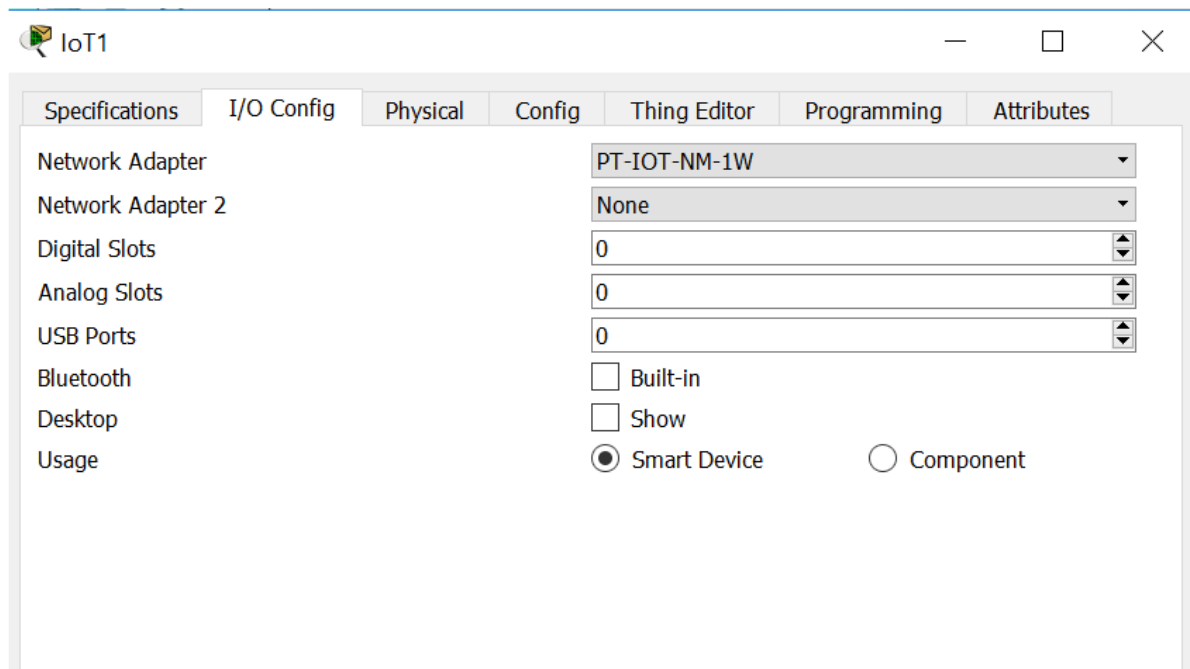 IoT1
Specifications I/O Config Physical Config Thing Editor Programming Attributes
Network Adapter PT-IOT-NM-1W
Network Adapter 2 None
Digital Slots 0
Analog Slots 0
USB Ports 0
Bluetooth Built-in
Desktop Show
Usage Smart Device Component